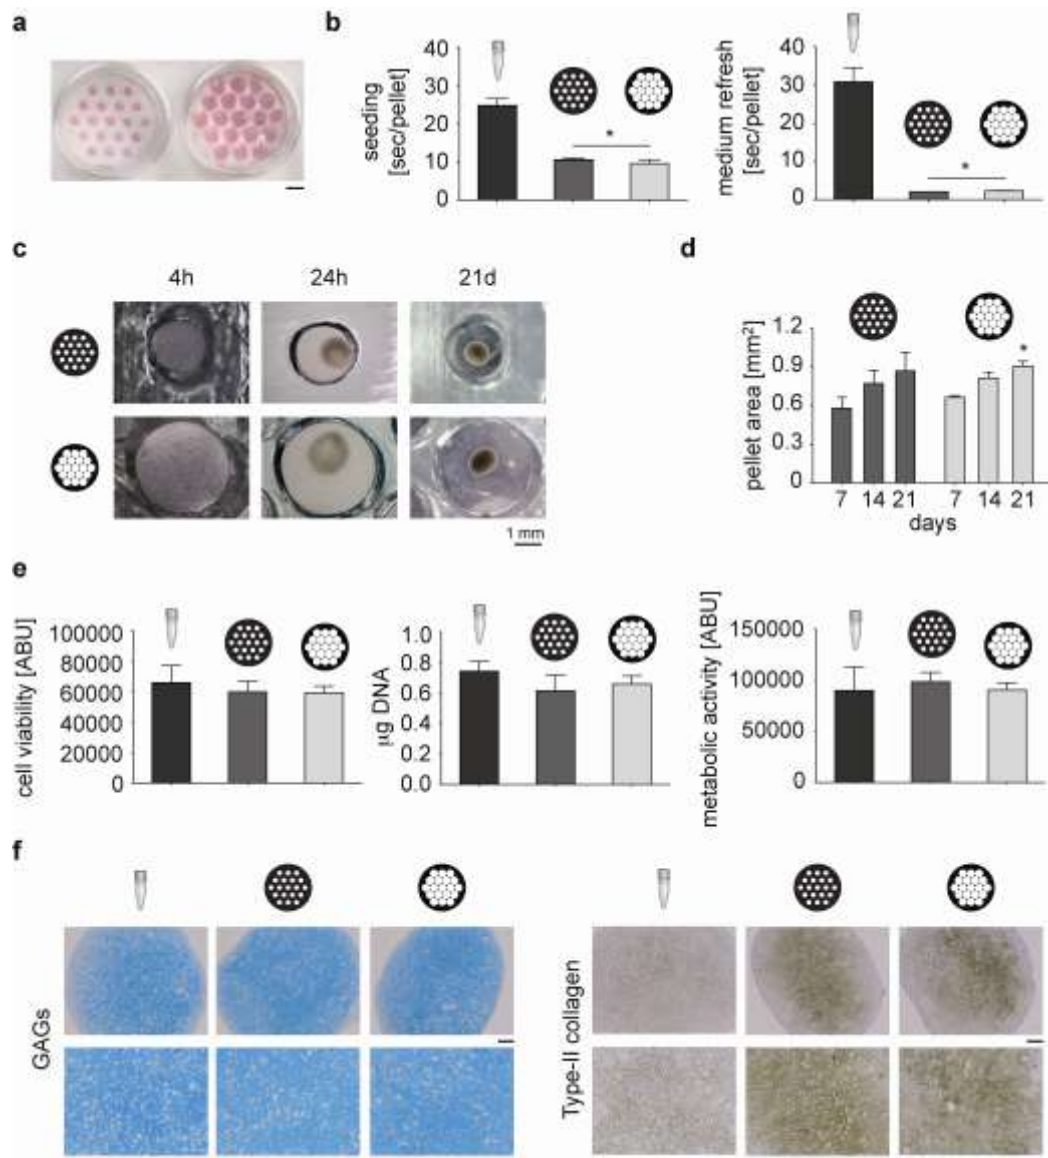 a
b
seeding
[sec/pellet]
40
30
20
10
0
*
medium refresh
[sec/pellet]
40
30
20
10
0
*
c
4h
24h
21d
1 mm
d
pellet area [mm²]
1.2
0.9
0.6
0.3
0
*
7 14 21 7 14 21
days
e
cell viability [ABU]
100000
80000
60000
40000
20000
0
µg DNA
1.0
0.8
0.6
0.4
0.2
0.0
metabolic activity [ABU]
150000
100000
50000
0
f
GAGs
Type-II collagen